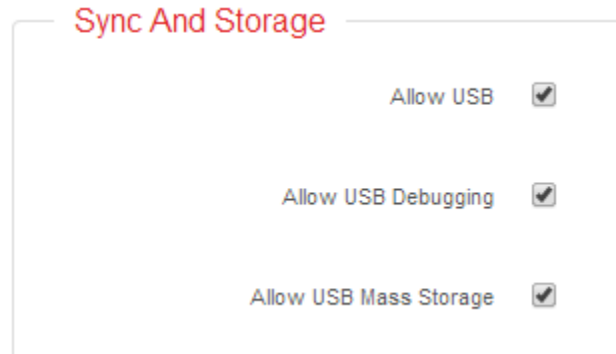 Sync And Storage
Allow USB
Allow USB Debugging
Allow USB Mass Storage